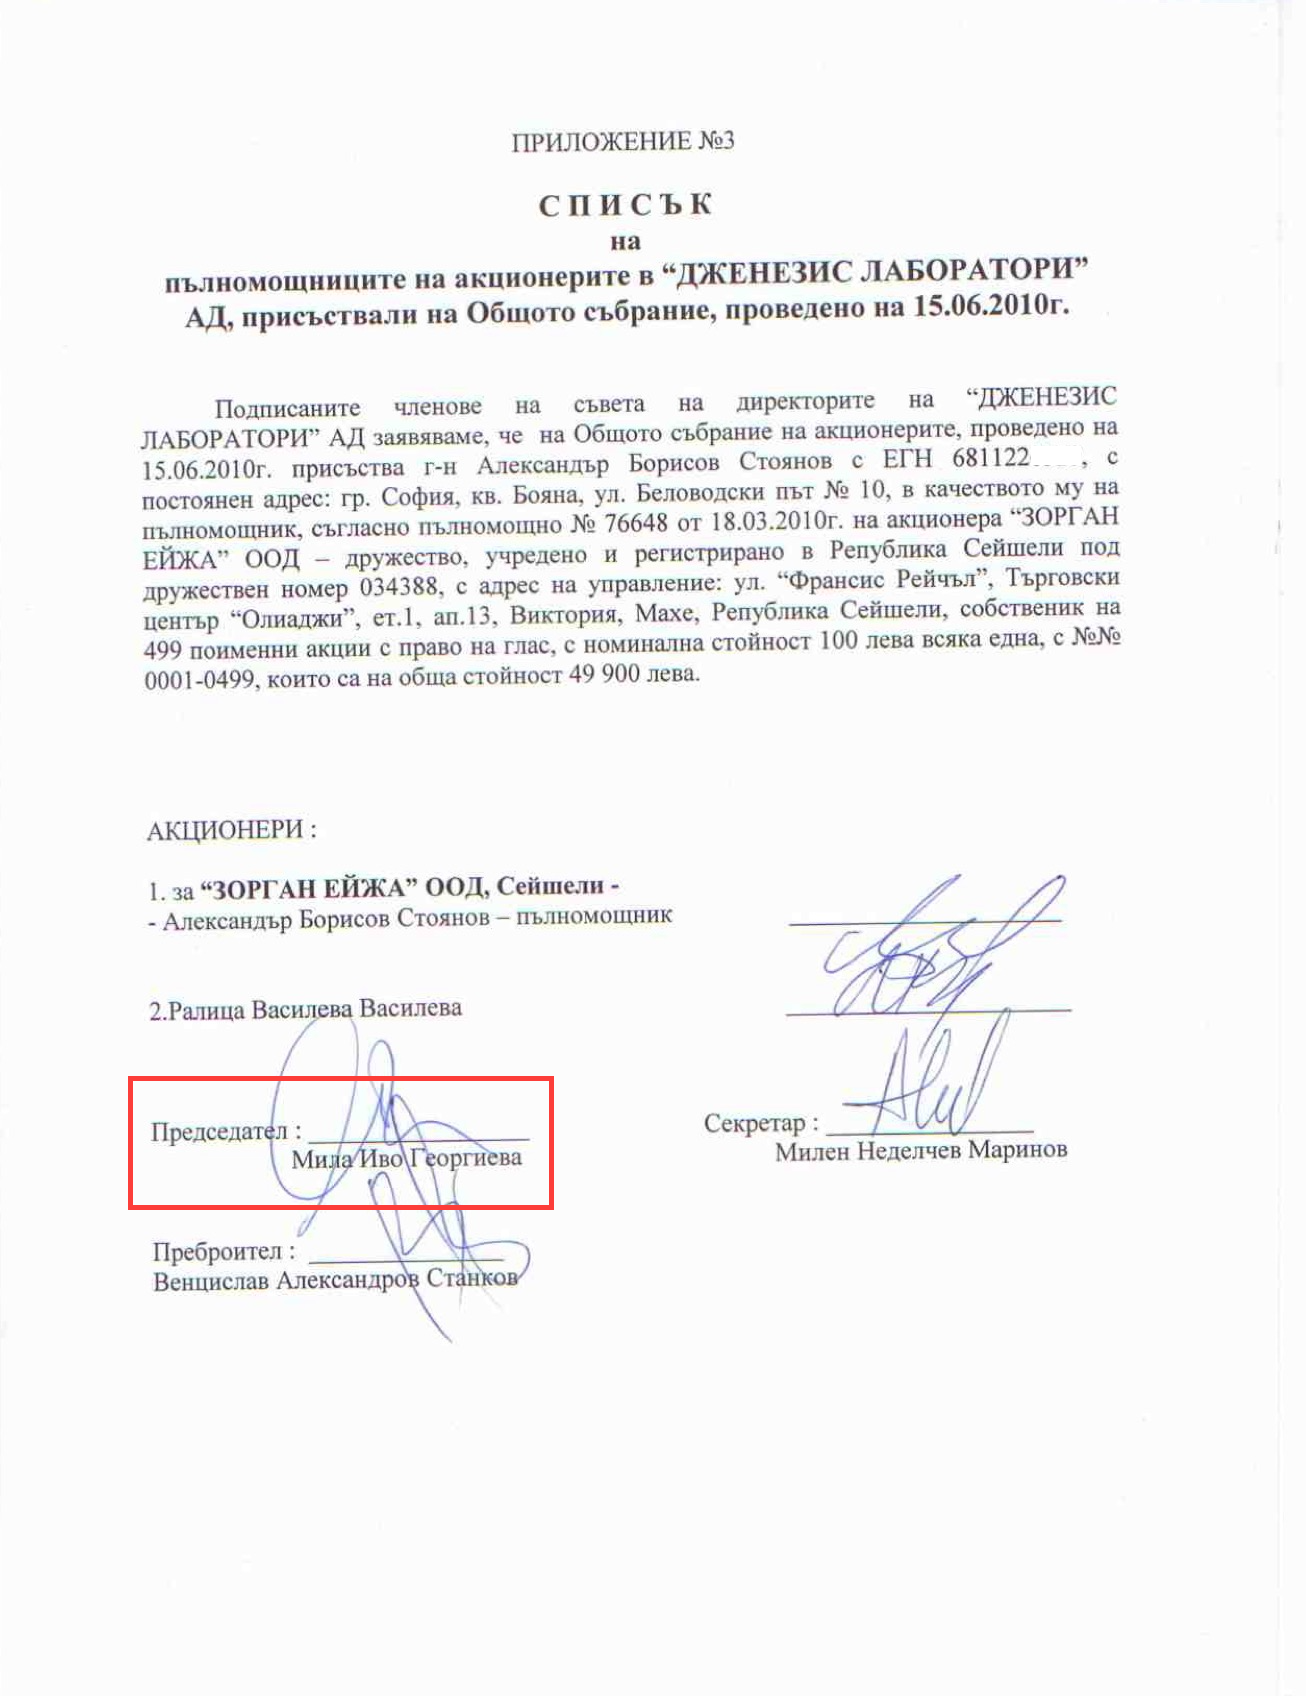 ПРИЛОЖЕНИЕ №3
С П И С Ъ К
на
пълномощниците на акционерите в “ДЖЕНЕЗИС ЛАБОРАТОРИ”
АД, присъствали на Общото събрание, проведено на 15.06.2010г.
Подписаните членове на съвета на директорите на “ДЖЕНЕЗИС
ЛАБОРАТОРИ” АД заявяваме, че на Общото събрание на акционерите, проведено на
15.06.2010г. присъства г-н Александър Борисов Стоянов с ЕГН 681122 , с
постоянен адрес: гр. София, кв. Бояна, ул. Беловодски път № 10, в качеството му на
пълномощник, съгласно пълномощно № 76648 от 18.03.2010г. на акционера “ЗОРГАН
ЕЙЖА” ООД – дружество, учредено и регистрирано в Република Сейшели под
дружествен номер 034388, с адрес на управление: ул. “Франсис Рейчъл”, Търговски
център “Олиаджи”, ет.1, ап.13, Виктория, Махе, Република Сейшели, собственик на
499 поименни акции с право на глас, с номинална стойност 100 лева всяка една, с №№
0001-0499, които са на обща стойност 49 900 лева.
АКЦИОНЕРИ :
1. за “ЗОРГАН ЕЙЖА” ООД, Сейшели -
- Александър Борисов Стоянов – пълномощник
2.Ралица Василева Василева
Председател :
Мила Иво Георгиева
Секретар :
Милен Неделчев Маринов
Преброител :
Венцислав Александров Станков